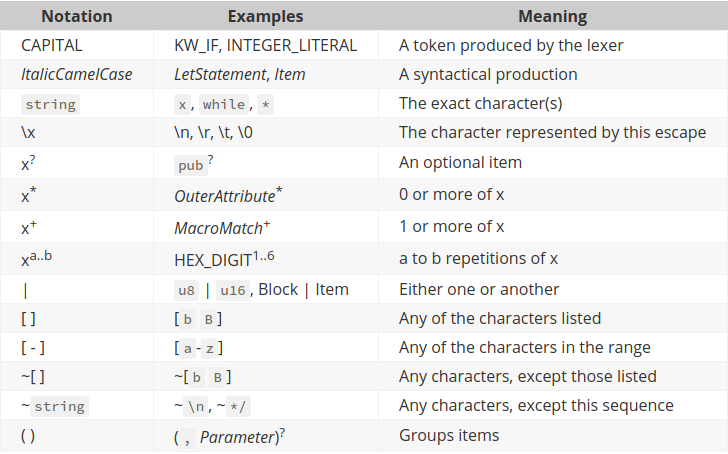 Notation Examples Meaning
CAPITAL KW_IF, INTEGER_LITERAL A token produced by the lexer
ItalicCamelCase LetStatement, Item A syntactical production
string x, while, * The exact character(s)
\x \n, \r, \t, \0 The character represented by this escape
x? pub? An optional item
x* OuterAttribute* 0 or more of x
x+ MacroMatch+ 1 or more of x
xa..b HEX_DIGIT1..6 a to b repetitions of x
| u8 | u16, Block | Item Either one or another
[ ] [ b B ] Any of the characters listed
[ - ] [ a - z ] Any of the characters in the range
~[ ] ~[ b B ] Any characters, except those listed
~ string ~ \n, ~ */ Any characters, except this sequence
( ) ( , Parameter)? Groups items